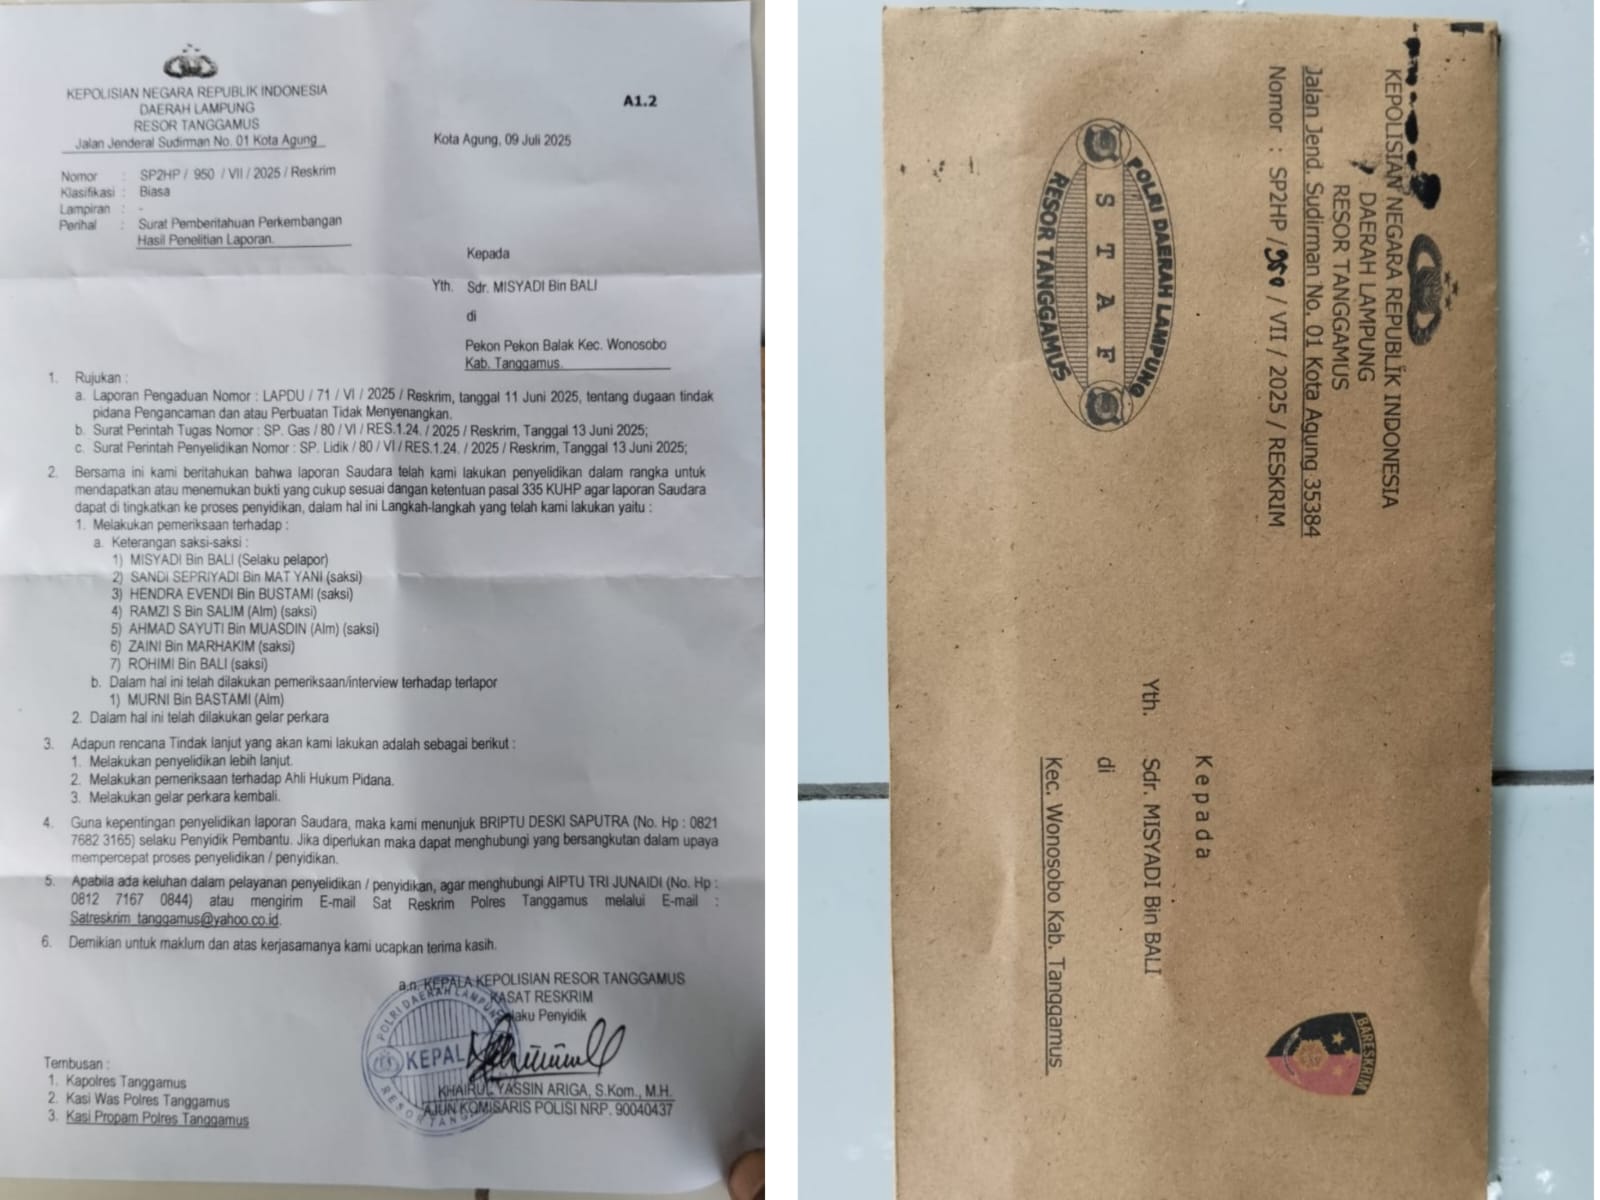 KEPOLISIAN NEGARA REPUBLIK INDONESIA
DAERAH LAMPUNG
RESOR TANGGAMUS
Jalan Jenderal Sudirman No. 01 Kota Agung
A1.2
Kota Agung, 09 Juli 2025
Nomor : SP2HP / 950 / VII / 2025 / Reskrim
Klasifikasi : Biasa
Lampiran : -
Perihal : Surat Pemberitahuan Perkembangan
Hasil Penelitian Laporan.
Kepada
Yth. Sdr. MISYADI Bin BALI
di
Pekon Pekon Balak Kec. Wonosobo
Kab. Tanggamus.
1. Rujukan :
a. Laporan Pengaduan Nomor : LAPDU / 71 / VI / 2025 / Reskrim, tanggal 11 Juni 2025, tentang dugaan tindak
pidana Pengancaman dan atau Perbuatan Tidak Menyenangkan.
b. Surat Perintah Tugas Nomor : SP. Gas / 80 / VI / RES.1.24. / 2025 / Reskrim, Tanggal 13 Juni 2025;
c. Surat Perintah Penyelidikan Nomor : SP. Lidik / 80 / VI / RES.1.24. / 2025 / Reskrim, Tanggal 13 Juni 2025;
2. Bersama ini kami beritahukan bahwa laporan Saudara telah kami lakukan penyelidikan dalam rangka untuk
mendapatkan atau menemukan bukti yang cukup sesuai dangan ketentuan pasal 335 KUHP agar laporan Saudara
dapat di tingkatkan ke proses penyidikan, dalam hal ini Langkah-langkah yang telah kami lakukan yaitu :
1. Melakukan pemeriksaan terhadap :
a. Keterangan saksi-saksi :
1) MISYADI Bin BALI (Selaku pelapor)
2) SANDI SEPRIYADI Bin MAT YANI (saksi)
3) HENDRA EVENDI Bin BUSTAMI (saksi)
4) RAMZI S Bin SALIM (Alm) (saksi)
5) AHMAD SAYUTI Bin MUASDIN (Alm) (saksi)
6) ZAINI Bin MARHAKIM (saksi)
7) ROHIMI Bin BALI (saksi)
b. Dalam hal ini telah dilakukan pemeriksaan/interview terhadap terlapor
1) MURNI Bin BASTAMI (Alm)
2. Dalam hal ini telah dilakukan gelar perkara
3. Adapun rencana Tindak lanjut yang akan kami lakukan adalah sebagai berikut :
1. Melakukan penyelidikan lebih lanjut.
2. Melakukan pemeriksaan terhadap Ahli Hukum Pidana.
3. Melakukan gelar perkara kembali.
4. Guna kepentingan penyelidikan laporan Saudara, maka kami menunjuk BRIPTU DESKI SAPUTRA (No. Hp : 0821
7682 3165) selaku Penyidik Pembantu. Jika diperlukan maka dapat menghubungi yang bersangkutan dalam upaya
mempercepat proses penyelidikan / penyidikan.
5. Apabila ada keluhan dalam pelayanan penyelidikan / penyidikan, agar menghubungi AIPTU TRI JUNAIDI (No. Hp :
0812 7167 0844) atau mengirim E-mail Sat Reskrim Polres Tanggamus melalui E-mail :
Satreskrim_tanggamus@yahoo.co.id.
6. Demikian untuk maklum dan atas kerjasamanya kami ucapkan terima kasih.
a.n. KEPALA KEPOLISIAN RESOR TANGGAMUS
KASAT RESKRIM
Selaku Penyidik
POLRI DAERAH LAMPUNG
KEPALA
RESOR TANG
KHAIRUL YASSIN ARIGA, S.Kom., M.H.
AJUN KOMISARIS POLISI NRP. 90040437
Tembusan :
1. Kapolres Tanggamus
2. Kasi Was Polres Tanggamus
3. Kasi Propam Polres Tanggamus
KEPOLISIAN NEGARA REPUBLIK INDONESIA
DAERAH LAMPUNG
RESOR TANGGAMUS
Jalan Jend. Sudirman No. 01 Kota Agung 35384
Nomor : SP2HP / 950 / VII / 2025 / RESKRIM
POLRI DAERAH LAMPUNG
STAF
RESOR TANGGAMUS
Kepada
Yth. Sdr. MISYADI Bin BALI
di
Kec. Wonosobo Kab. Tanggamus
BARESKRIM